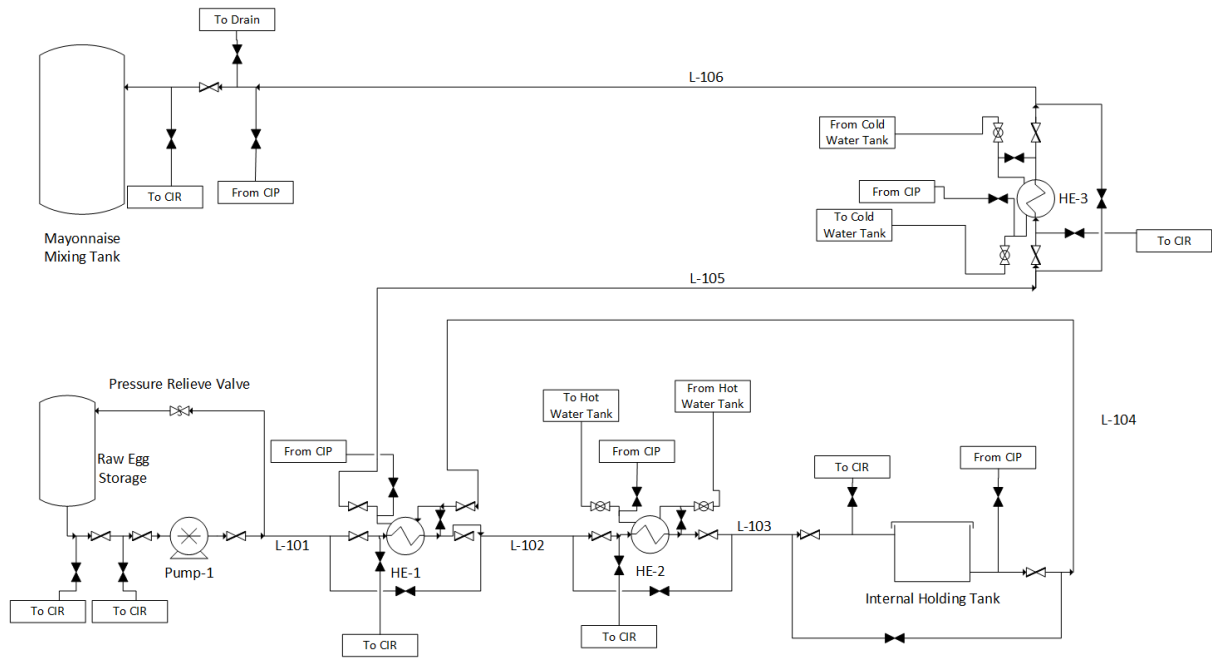 To Drain
L-106
From Cold
Water Tank
To CIR
From CIP
From CIP
HE-3
To Cold
Water Tank
To CIR
Mayonnaise
Mixing Tank
L-105
Pressure Relieve Valve
To Hot
Water Tank
From Hot
Water Tank
L-104
Raw Egg
Storage
From CIP
From CIP
To CIR
From CIP
L-101
L-102
L-103
Pump-1
HE-1
HE-2
Internal Holding Tank
To CIR
To CIR
To CIR
To CIR